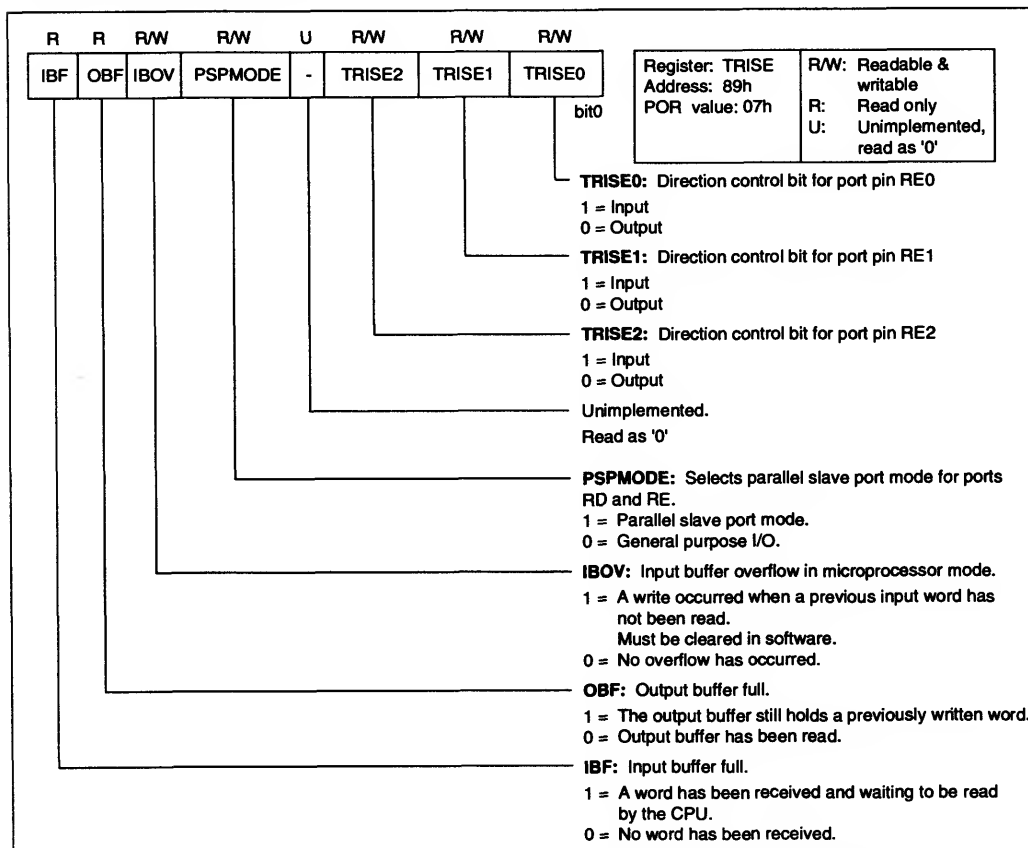 R R R/W R/W U R/W R/W R/W
IBF OBF IBOV PSPMODE - TRISE2 TRISE1 TRISE0
bit0
Register: TRISE
Address: 89h
POR value: 07h
R/W: Readable &
writable
R: Read only
U: Unimplemented,
read as '0'
TRISE0: Direction control bit for port pin RE0
1 = Input
0 = Output
TRISE1: Direction control bit for port pin RE1
1 = Input
0 = Output
TRISE2: Direction control bit for port pin RE2
1 = Input
0 = Output
Unimplemented.
Read as '0'
PSPMODE: Selects parallel slave port mode for ports
RD and RE.
1 = Parallel slave port mode.
0 = General purpose I/O.
IBOV: Input buffer overflow in microprocessor mode.
1 = A write occurred when a previous input word has
not been read.
Must be cleared in software.
0 = No overflow has occurred.
OBF: Output buffer full.
1 = The output buffer still holds a previously written word.
0 = Output buffer has been read.
IBF: Input buffer full.
1 = A word has been received and waiting to be read
by the CPU.
0 = No word has been received.